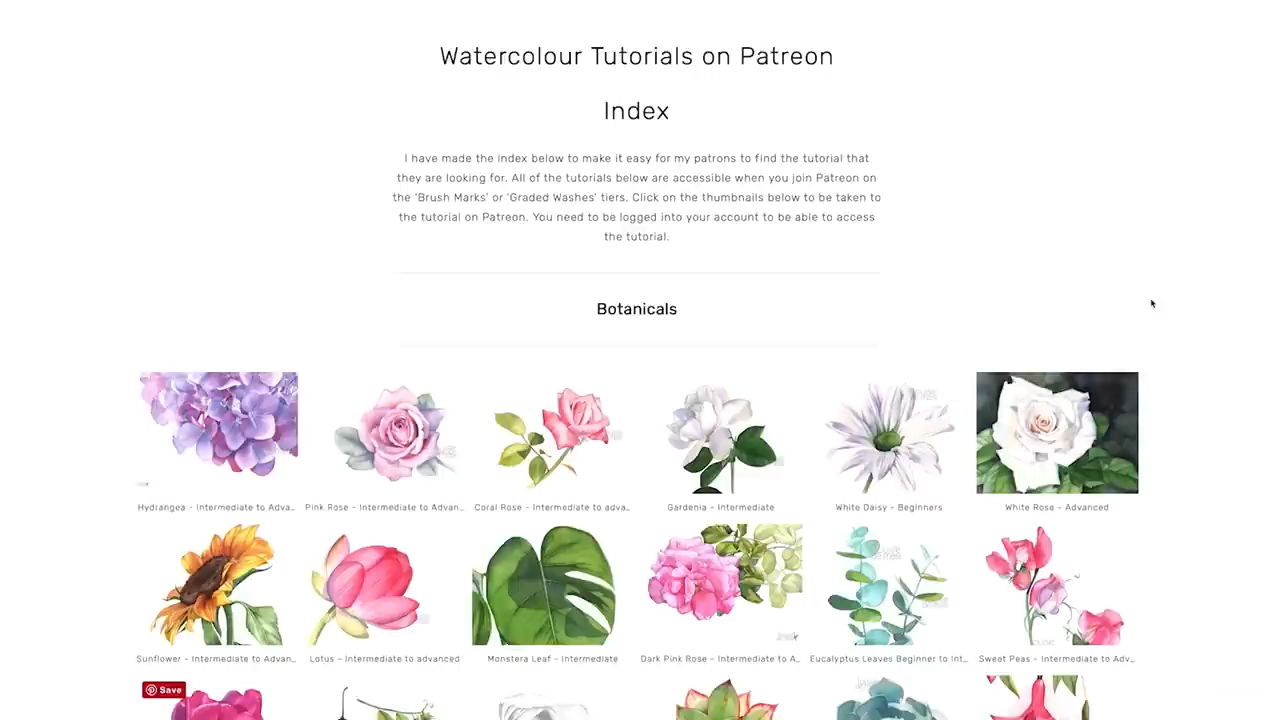 Watercolour Tutorials on Patreon
Index
I have made the index below to make it easy for my patrons to find the tutorial that
they are looking for. All of the tutorials below are accessible when you join Patreon on
the 'Brush Marks' or 'Graded Washes' tiers. Click on the thumbnails below to be taken to
the tutorial on Patreon. You need to be logged into your account to be able to access
the tutorial.
Botanicals
Hydrangea - Intermediate to Adva...
Pink Rose - Intermediate to Advan...
Coral Rose - Intermediate to adva...
Gardenia - Intermediate
White Daisy - Beginners
White Rose - Advanced
Sunflower - Intermediate to Advan...
Lotus - Intermediate to advanced
Monstera Leaf - Intermediate
Dark Pink Rose - Intermediate to A...
Eucalyptus Leaves Beginner to Int...
Sweet Peas - Intermediate to Adv...
Save